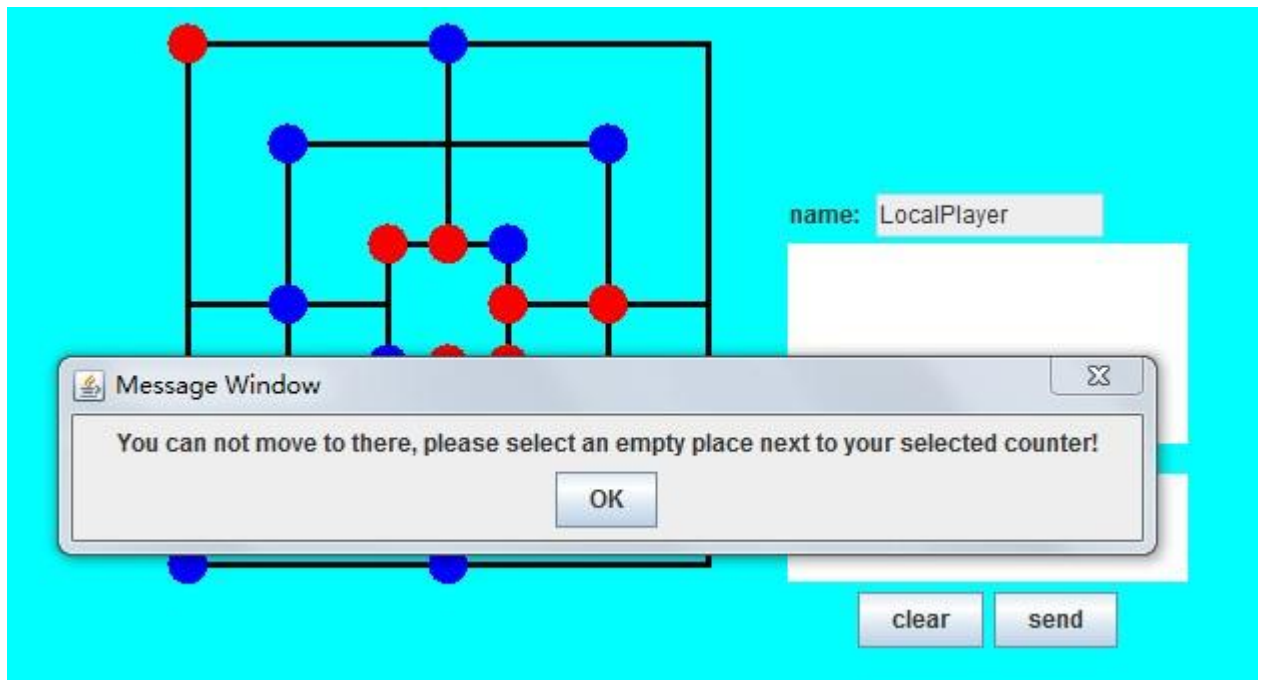 name: LocalPlayer
Message Window
You can not move to there, please select an empty place next to your selected counter!
OK
clear send